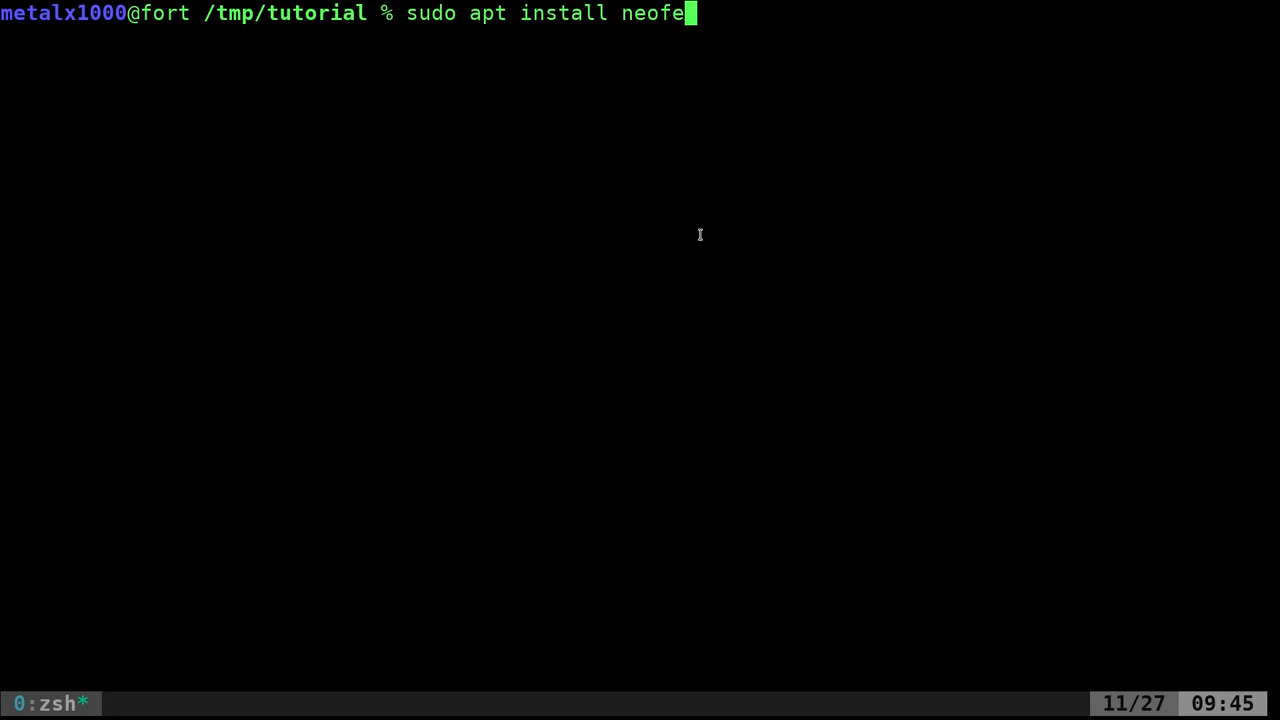 metalx1000@fort /tmp/tutorial % sudo apt install neofe
0:zsh* 11/27 09:45